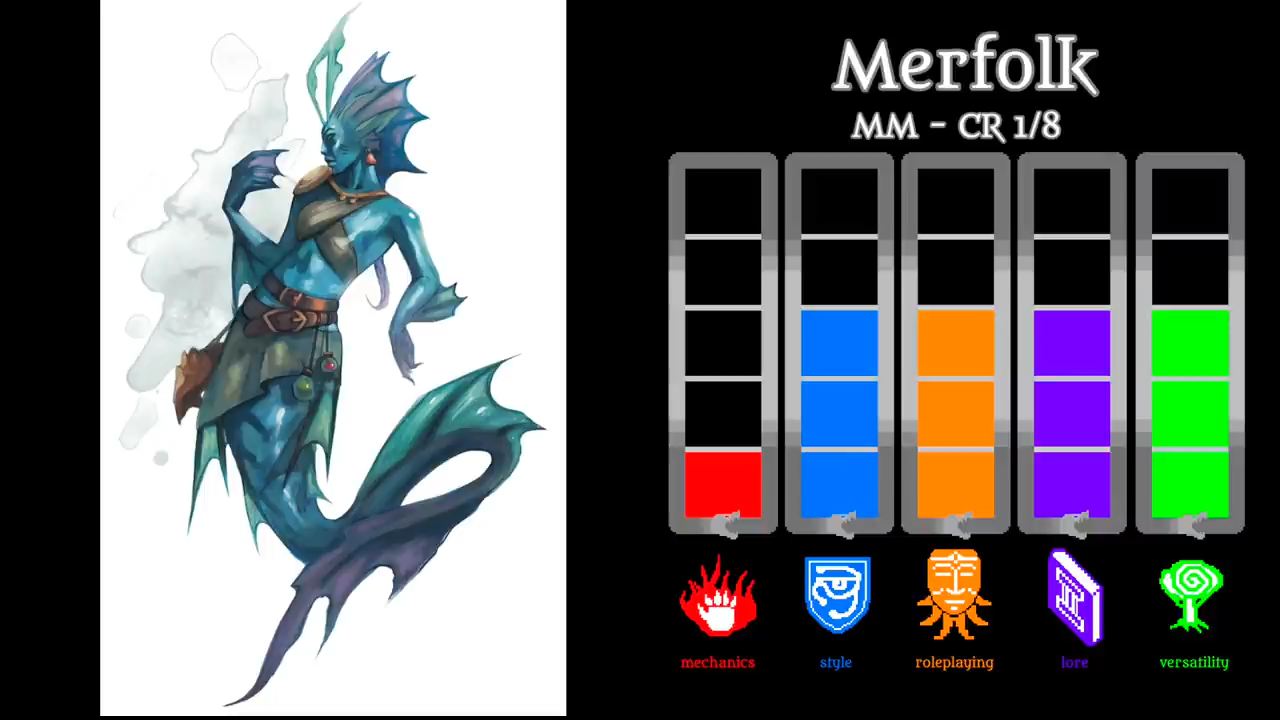 Merfolk
MM - CR 1/8
mechanics
style
roleplaying
lore
versatility